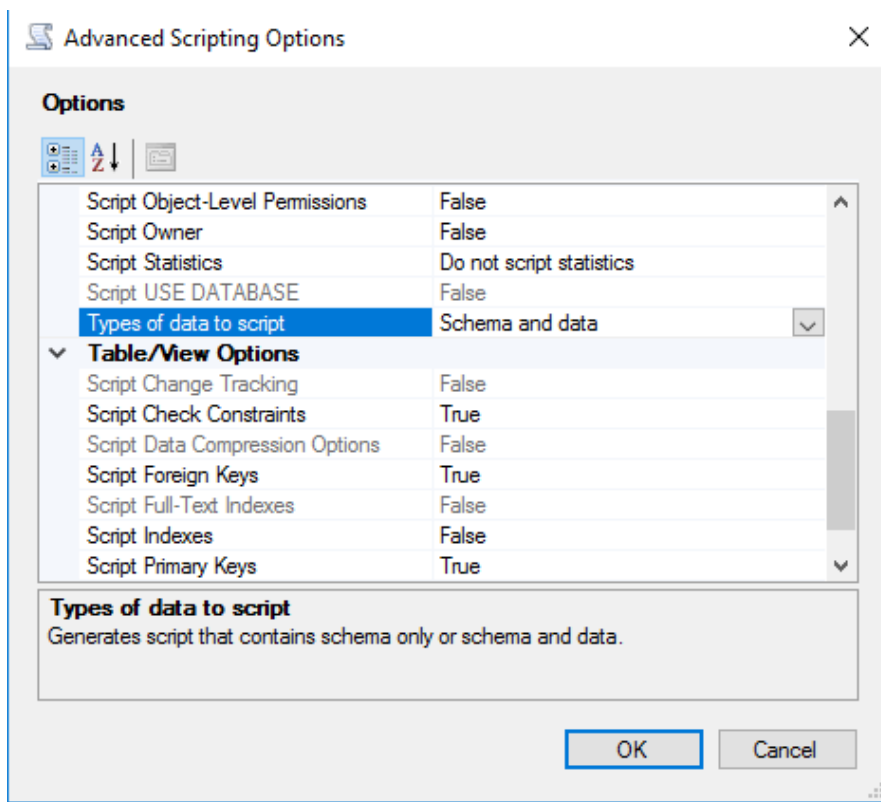 Advanced Scripting Options
Options
Script Object-Level Permissions False
Script Owner False
Script Statistics Do not script statistics
Script USE DATABASE False
Types of data to script Schema and data
Table/View Options
Script Change Tracking False
Script Check Constraints True
Script Data Compression Options False
Script Foreign Keys True
Script Full-Text Indexes False
Script Indexes False
Script Primary Keys True
Types of data to script
Generates script that contains schema only or schema and data.
OK Cancel